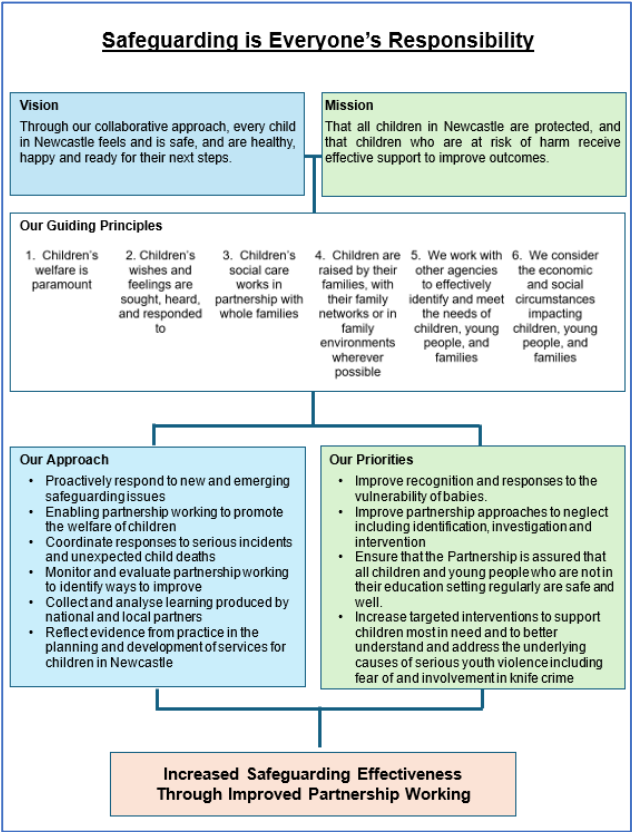 Safeguarding is Everyone's Responsibility
Vision
Through our collaborative approach, every child
in Newcastle feels and is safe, and are healthy,
happy and ready for their next steps.
Mission
That all children in Newcastle are protected, and
that children who are at risk of harm receive
effective support to improve outcomes.
Our Guiding Principles
1. Children's
welfare is
paramount
2. Children's
wishes and
feelings are
sought, heard,
and responded
to
3. Children's
social care
works in
partnership with
whole families
4. Children are
raised by their
families, with
their family
networks or in
family
environments
wherever
possible
5. We work with
other agencies
to effectively
identify and meet
the needs of
children, young
people, and
families
6. We consider
the economic
and social
circumstances
impacting
children, young
people, and
families
Our Approach
• Proactively respond to new and emerging
safeguarding issues
• Enabling partnership working to promote
the welfare of children
• Coordinate responses to serious incidents
and unexpected child deaths
• Monitor and evaluate partnership working
to identify ways to improve
• Collect and analyse learning produced by
national and local partners
• Reflect evidence from practice in the
planning and development of services for
children in Newcastle
Our Priorities
• Improve recognition and responses to the
vulnerability of babies.
• Improve partnership approaches to neglect
including identification, investigation and
intervention
• Ensure that the Partnership is assured that
all children and young people who are not in
their education setting regularly are safe and
well.
• Increase targeted interventions to support
children most in need and to better
understand and address the underlying
causes of serious youth violence including
fear of and involvement in knife crime
Increased Safeguarding Effectiveness
Through Improved Partnership Working